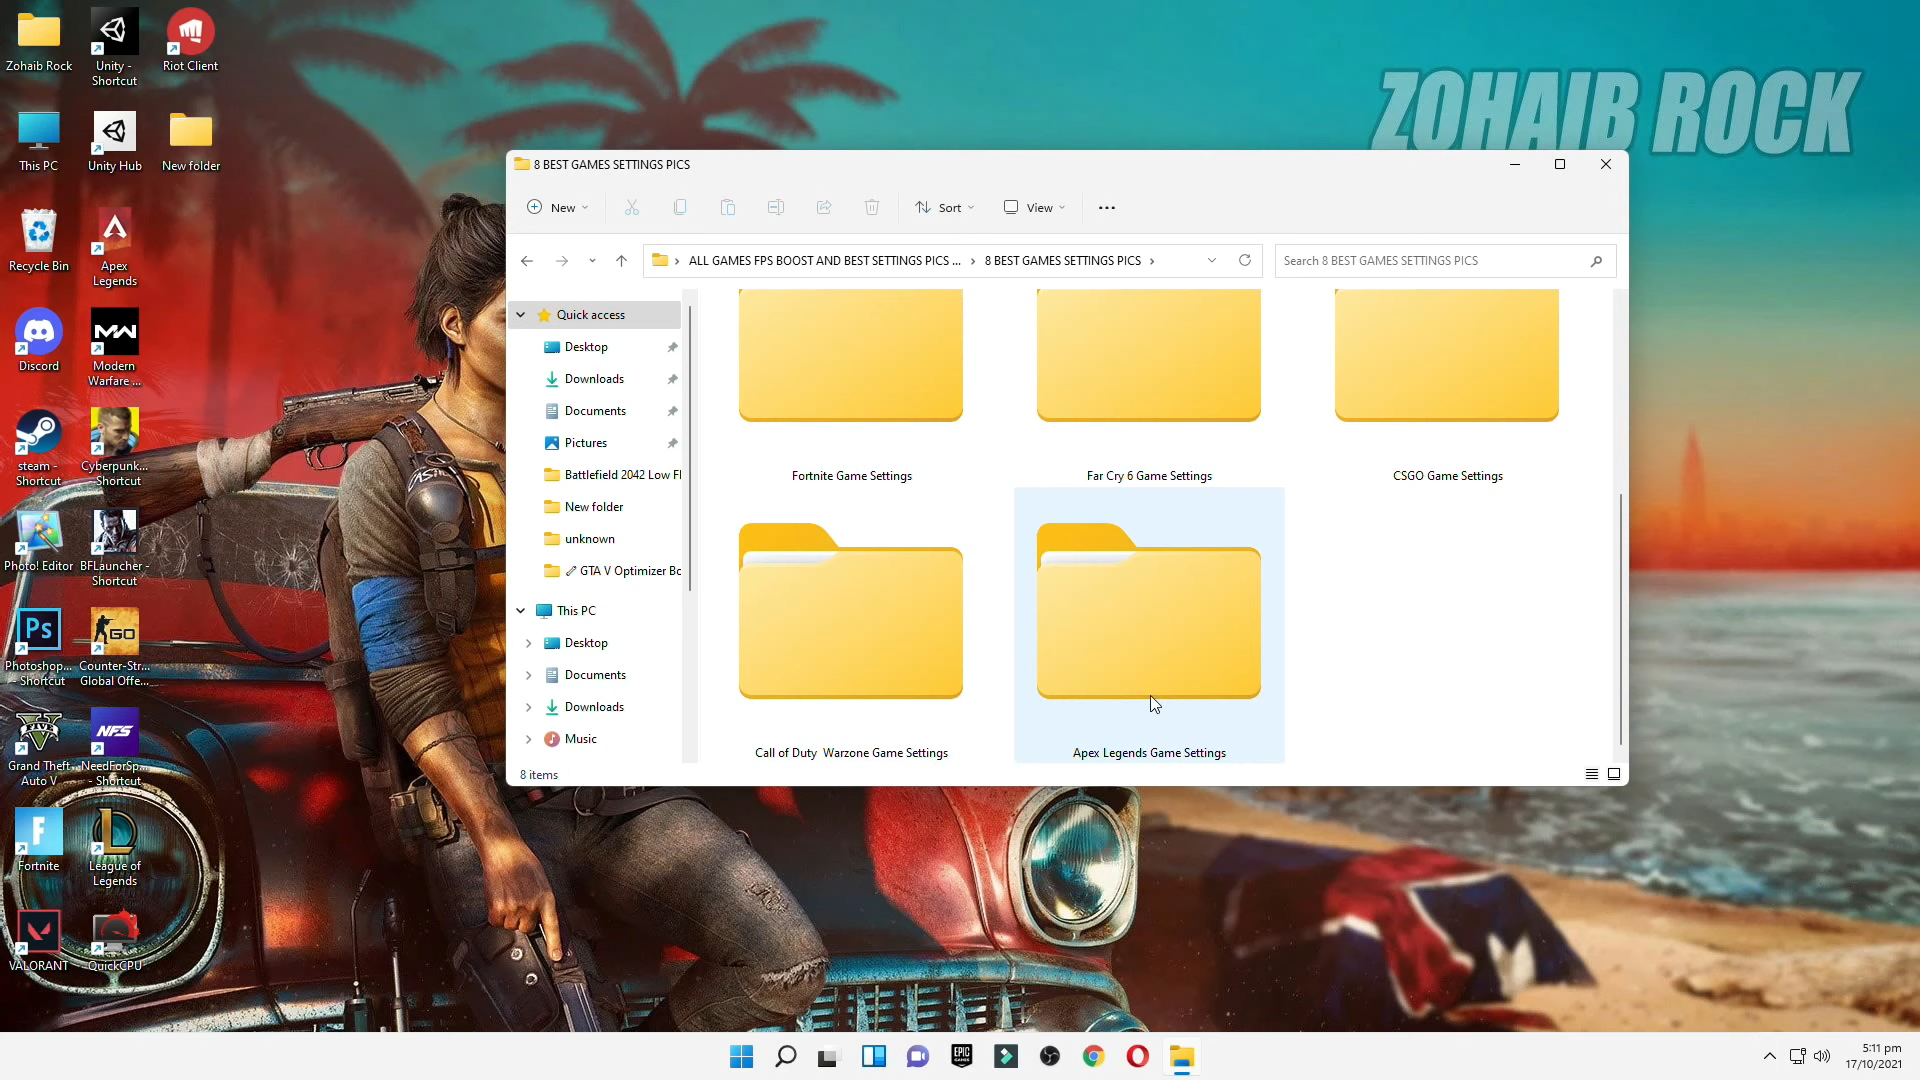 Zohaib Rock
Unity -
Shortcut
Riot Client
This PC
Unity Hub
New folder
Recycle Bin
Apex
Legends
Discord
Modern
Warfare ...
steam -
Shortcut
Cyberpunk...
- Shortcut
Photo! Editor
BFLauncher -
Shortcut
Photoshop...
- Shortcut
Counter-Str...
Global Offe...
Grand Theft
Auto V
NeedForSp...
- Shortcut
Fortnite
League of
Legends
VALORANT
QuickCPU
MW
Ps
GO
NFS
ZOHAIB ROCK
8 BEST GAMES SETTINGS PICS
New
Sort
View
ALL GAMES FPS BOOST AND BEST SETTINGS PICS ... > 8 BEST GAMES SETTINGS PICS >
Search 8 BEST GAMES SETTINGS PICS
Quick access
Desktop
Downloads
Documents
Pictures
Battlefield 2042 Low
New folder
unknown
GTA V Optimizer
This PC
Desktop
Documents
Downloads
Music
Fortnite Game Settings
Far Cry 6 Game Settings
CSGO Game Settings
Call of Duty Warzone Game Settings
Apex Legends Game Settings
8 items
EPIC
GAMES
5:11 pm
17/10/2021